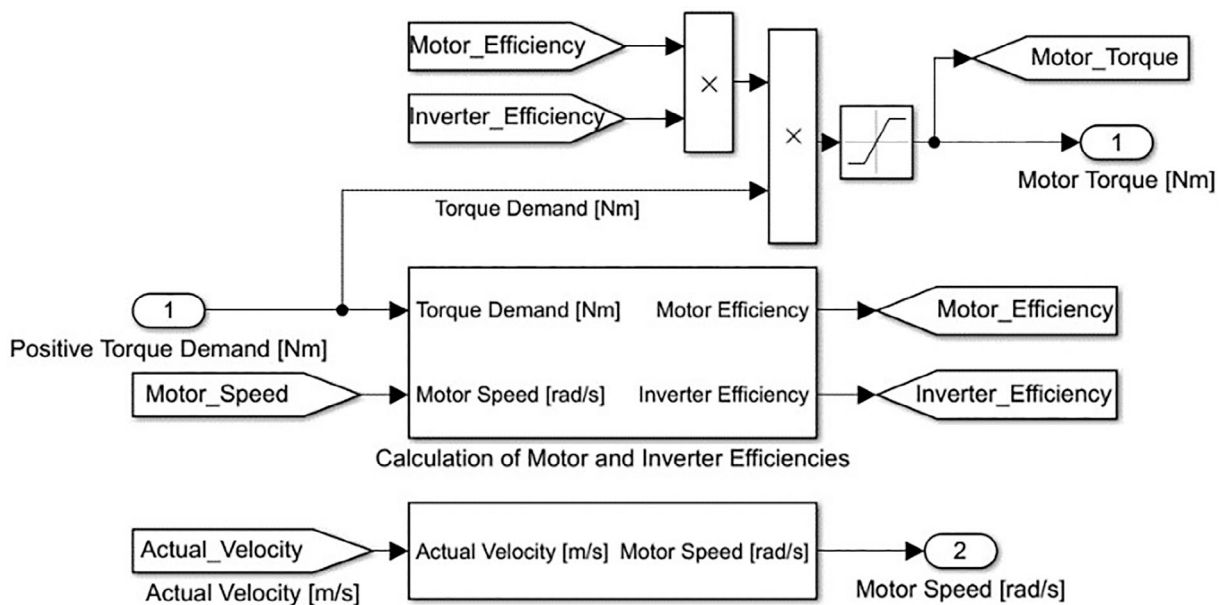 Motor_Efficiency
Inverter_Efficiency
×
×
Motor_Torque
1
Motor Torque [Nm]
Torque Demand [Nm]
1
Positive Torque Demand [Nm]
Motor_Speed
Torque Demand [Nm] Motor Efficiency
Motor Speed [rad/s] Inverter Efficiency
Motor_Efficiency
Inverter_Efficiency
Calculation of Motor and Inverter Efficiencies
Actual_Velocity
Actual Velocity [m/s]
Actual Velocity [m/s] Motor Speed [rad/s]
2
Motor Speed [rad/s]